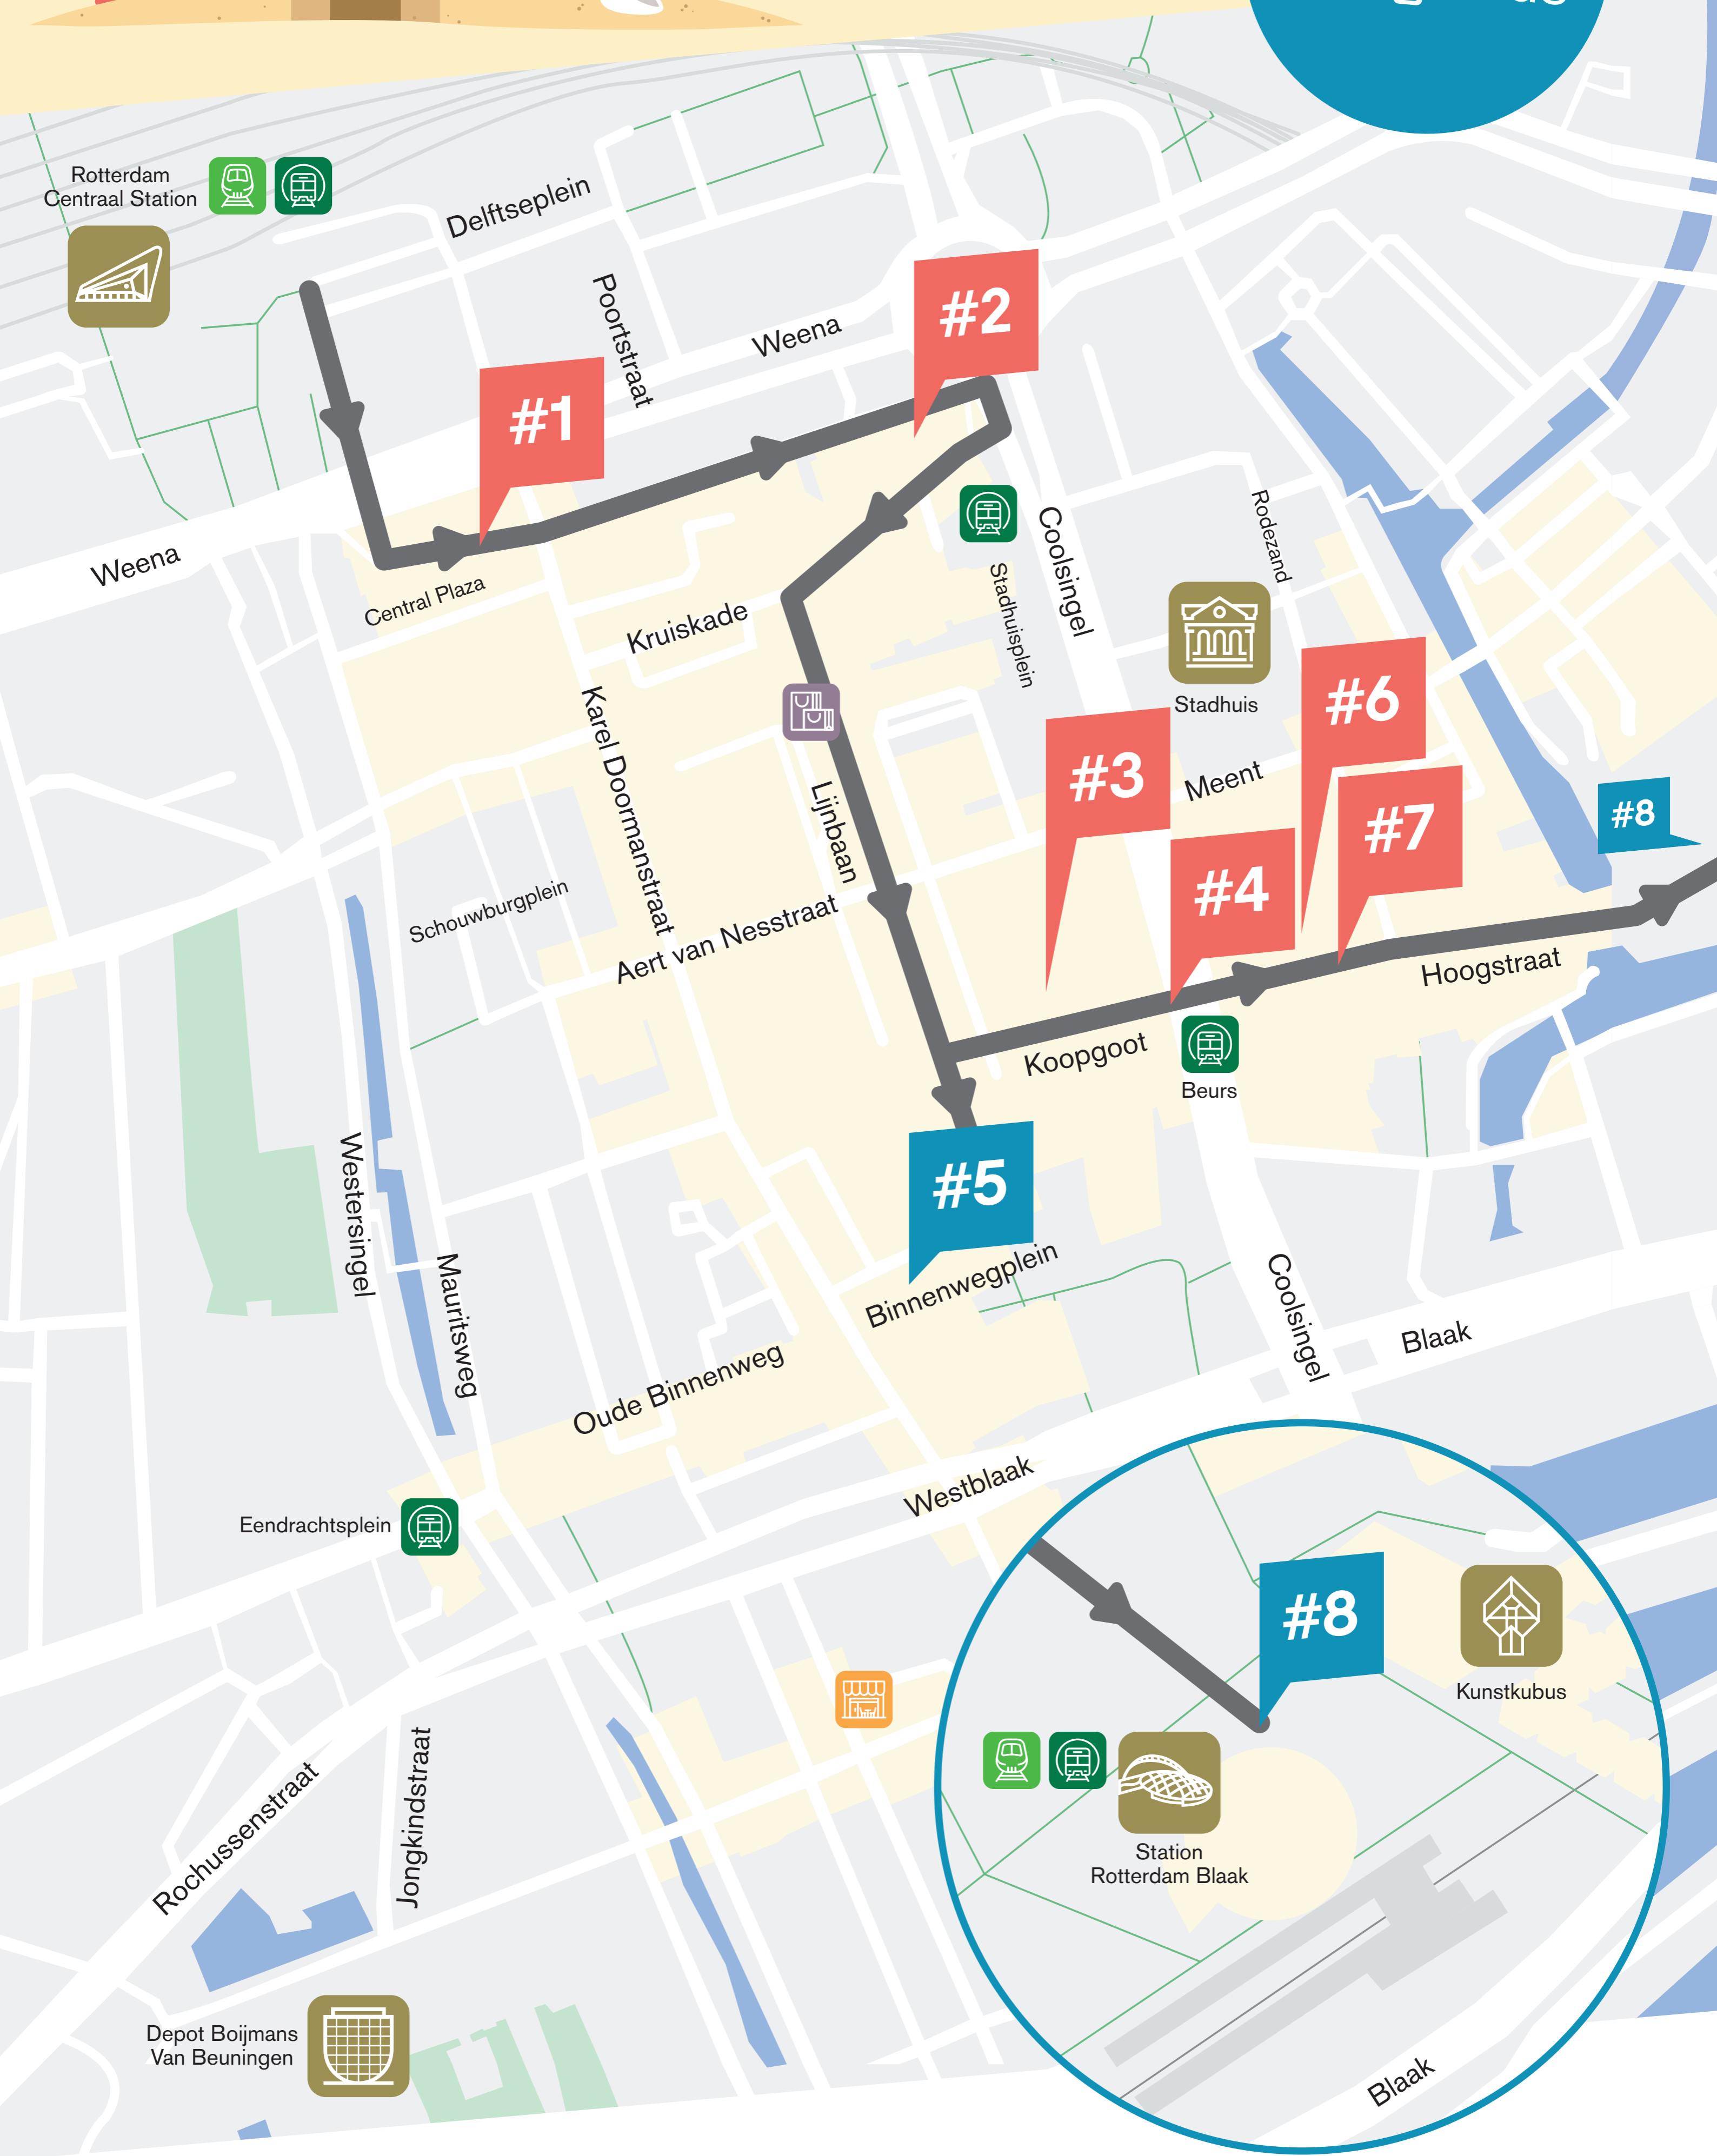 Rotterdam
Centraal Station
Delftseplein
Poortstraat
Weena
#2
#1
Weena
Central Plaza
Kruiskade
Coolsingel
Rodezand
Stadhuisplein
Stadhuis
#6
#3
Meent
#7
#8
#4
Karel Doormanstraat
Lijnbaan
Schouwburgplein
Aert van Nesstraat
Hoogstraat
Koopgoot
Beurs
#5
Westersingel
Mauritsweg
Binnenwegplein
Coolsingel
Blaak
Oude Binnenweg
Westblaak
Eendrachtsplein
#8
Kunstkubus
Station
Rotterdam Blaak
Rochussenstraat
Jongkindstraat
Depot Boijmans
Van Beuningen
Blaak